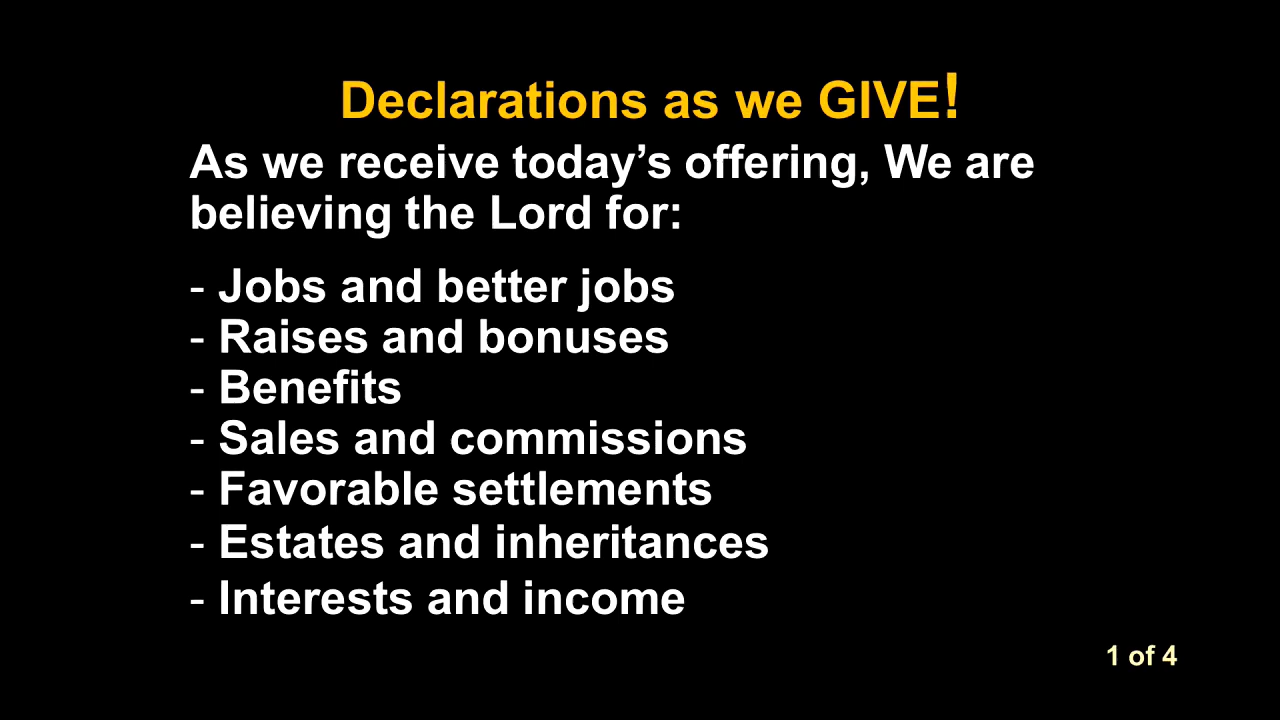 Declarations as we GIVE!
As we receive today’s offering, We are
believing the Lord for:
- Jobs and better jobs
- Raises and bonuses
- Benefits
- Sales and commissions
- Favorable settlements
- Estates and inheritances
- Interests and income
1 of 4